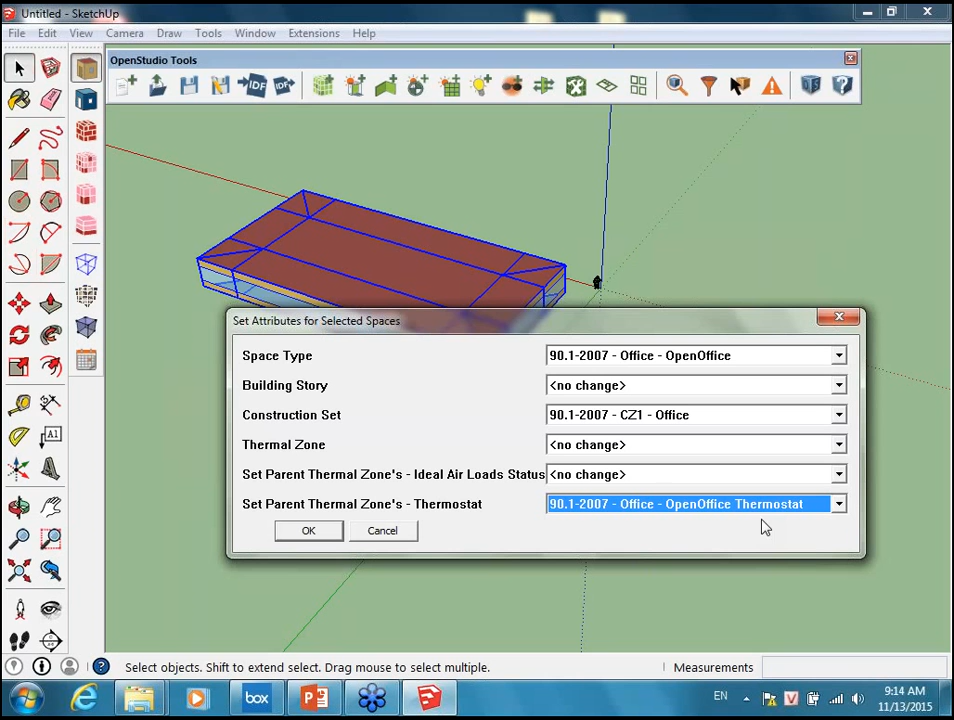 Untitled - SketchUp
File Edit View Camera Draw Tools Window Extensions Help
OpenStudio Tools
IDF IDF
Set Attributes for Selected Spaces
Space Type 90.1-2007 - Office - OpenOffice
Building Story <no change>
Construction Set 90.1-2007 - CZ1 - Office
Thermal Zone <no change>
Set Parent Thermal Zone's - Ideal Air Loads Status <no change>
Set Parent Thermal Zone's - Thermostat 90.1-2007 - Office - OpenOffice Thermostat
OK Cancel
Select objects. Shift to extend select. Drag mouse to select multiple. Measurements
box EN 9:14 AM
11/13/2015